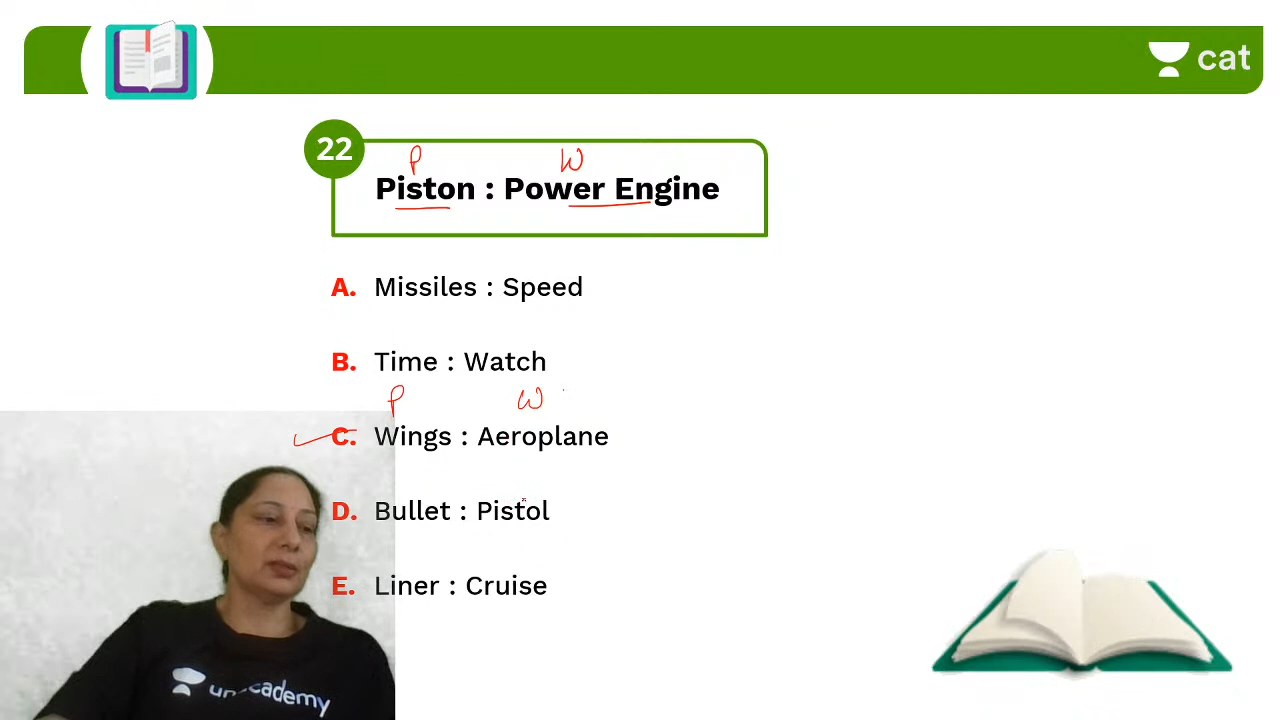 cat
22
P W
Piston : Power Engine
A. Missiles : Speed
B. Time : Watch
P W
C. Wings : Aeroplane
D. Bullet : Pistol
E. Liner : Cruise
unacademy